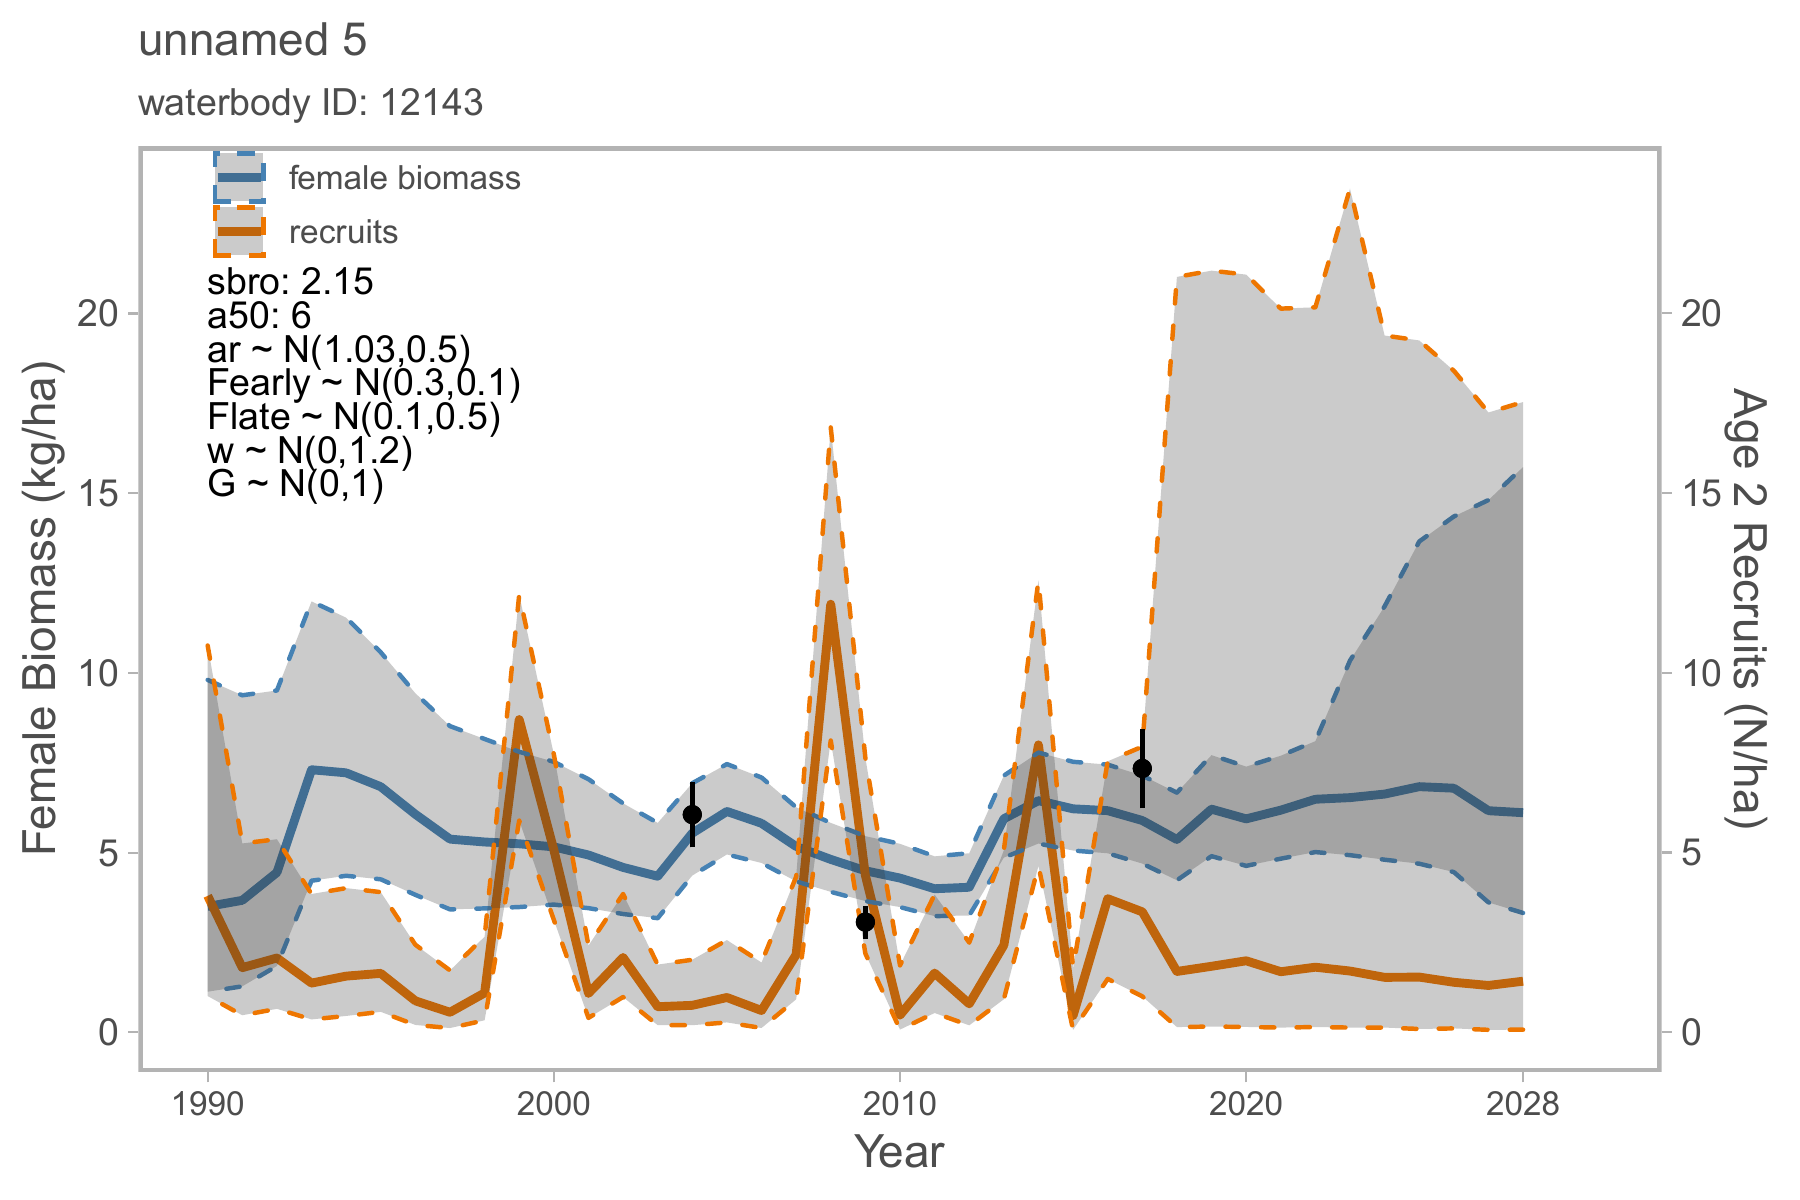 unnamed 5
waterbody ID: 12143
female biomass
recruits
sbro: 2.15
a50: 6
ar ~ N(1.03,0.5)
Fearly ~ N(0.3,0.1)
Flate ~ N(0.1,0.5)
w ~ N(0,1.2)
G ~ N(0,1)
Female Biomass (kg/ha)
20
15
10
5
0
20
15
10
5
0
Age 2 Recruits (N/ha)
1990 2000 2010 2020 2028
Year